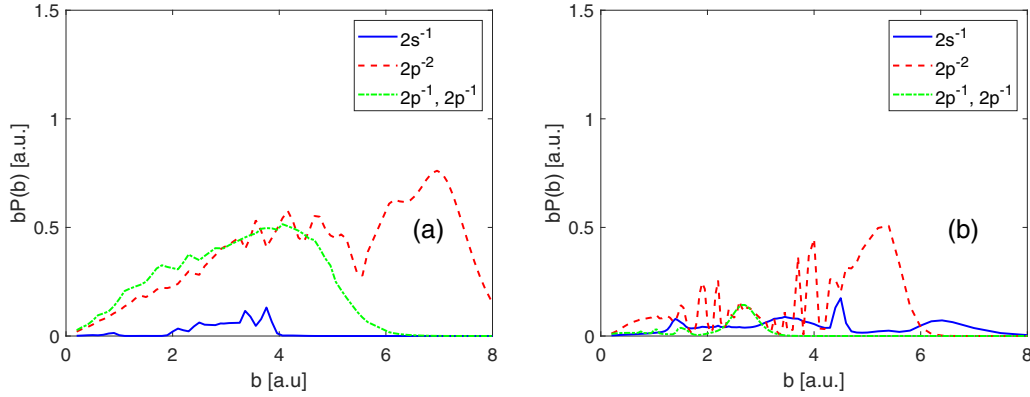 1.5
1
0.5
0
bP(b) [a.u.]
2s⁻¹
2p⁻²
2p⁻¹, 2p⁻¹
(a)
0 2 4 6 8
b [a.u]
1.5
1
0.5
0
bP(b) [a.u.]
2s⁻¹
2p⁻²
2p⁻¹, 2p⁻¹
(b)
0 2 4 6 8
b [a.u.]